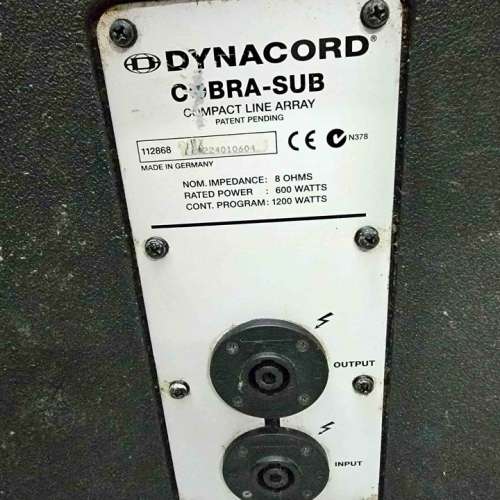 DYNACORD®
COBRA-SUB
COMPACT LINE ARRAY
PATENT PENDING
112868
CE N378
MADE IN GERMANY
NOM. IMPEDANCE: 8 OHMS
RATED POWER : 600 WATTS
CONT. PROGRAM: 1200 WATTS
OUTPUT
INPUT